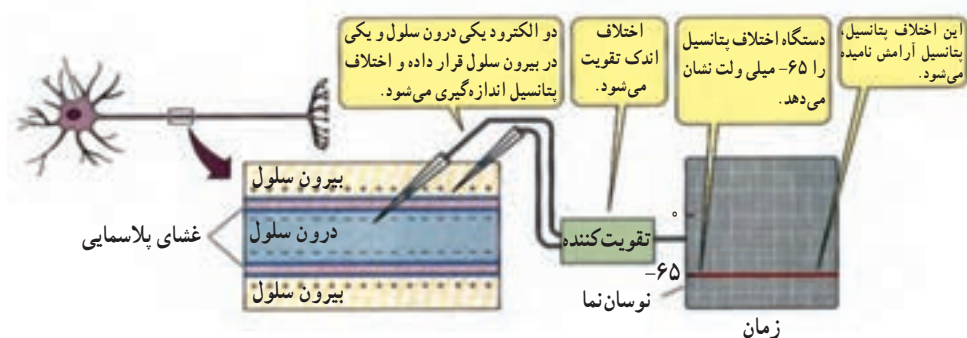 دو الکترود یکی درون سلول و یکی
در بیرون سلول قرار داده و اختلاف
پتانسیل اندازه‌گیری می‌شود.
اختلاف
اندک تقویت
می‌شود.
دستگاه اختلاف پتانسیل
را ۶۵- میلی ولت نشان
می‌دهد.
این اختلاف پتانسیل،
پتانسیل آرامش نامیده
می‌شود.
بیرون سلول
درون سلول
بیرون سلول
غشای پلاسمایی
تقویت‌کننده
۰
-۶۵
نوسان‌نما
زمان